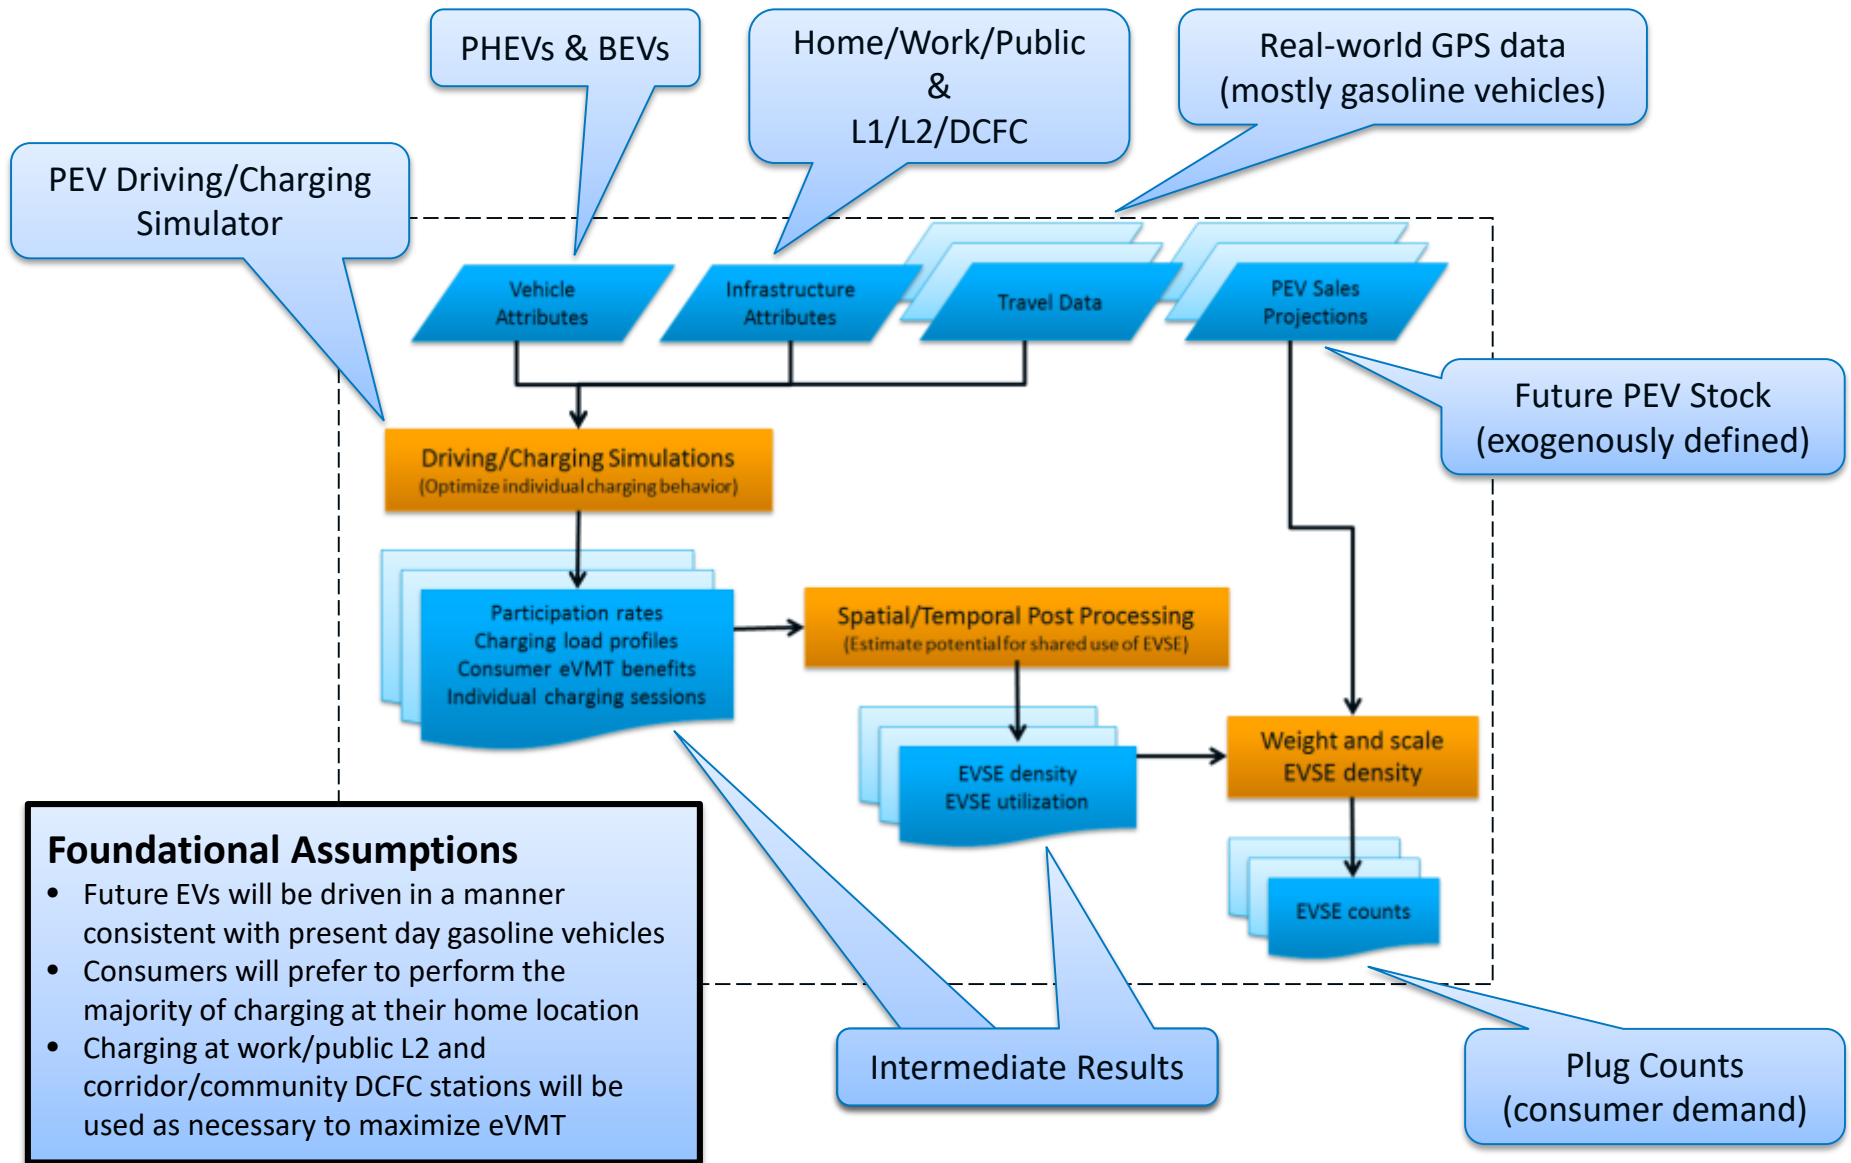 PHEVs & BEVs
Home/Work/Public
&
L1/L2/DCFC
Real-world GPS data
(mostly gasoline vehicles)
PEV Driving/Charging
Simulator
Vehicle
Attributes
Infrastructure
Attributes
Travel Data
PEV Sales
Projections
Future PEV Stock
(exogenously defined)
Driving/Charging Simulations
(Optimize individual charging behavior)
Participation rates
Charging load profiles
Consumer eVMT benefits
Individual charging sessions
Spatial/Temporal Post Processing
(Estimate potential for shared use of EVSE)
EVSE density
EVSE utilization
Weight and scale
EVSE density
EVSE counts
Foundational Assumptions
• Future EVs will be driven in a manner
consistent with present day gasoline vehicles
• Consumers will prefer to perform the
majority of charging at their home location
• Charging at work/public L2 and
corridor/community DCFC stations will be
used as necessary to maximize eVMT
Intermediate Results
Plug Counts
(consumer demand)